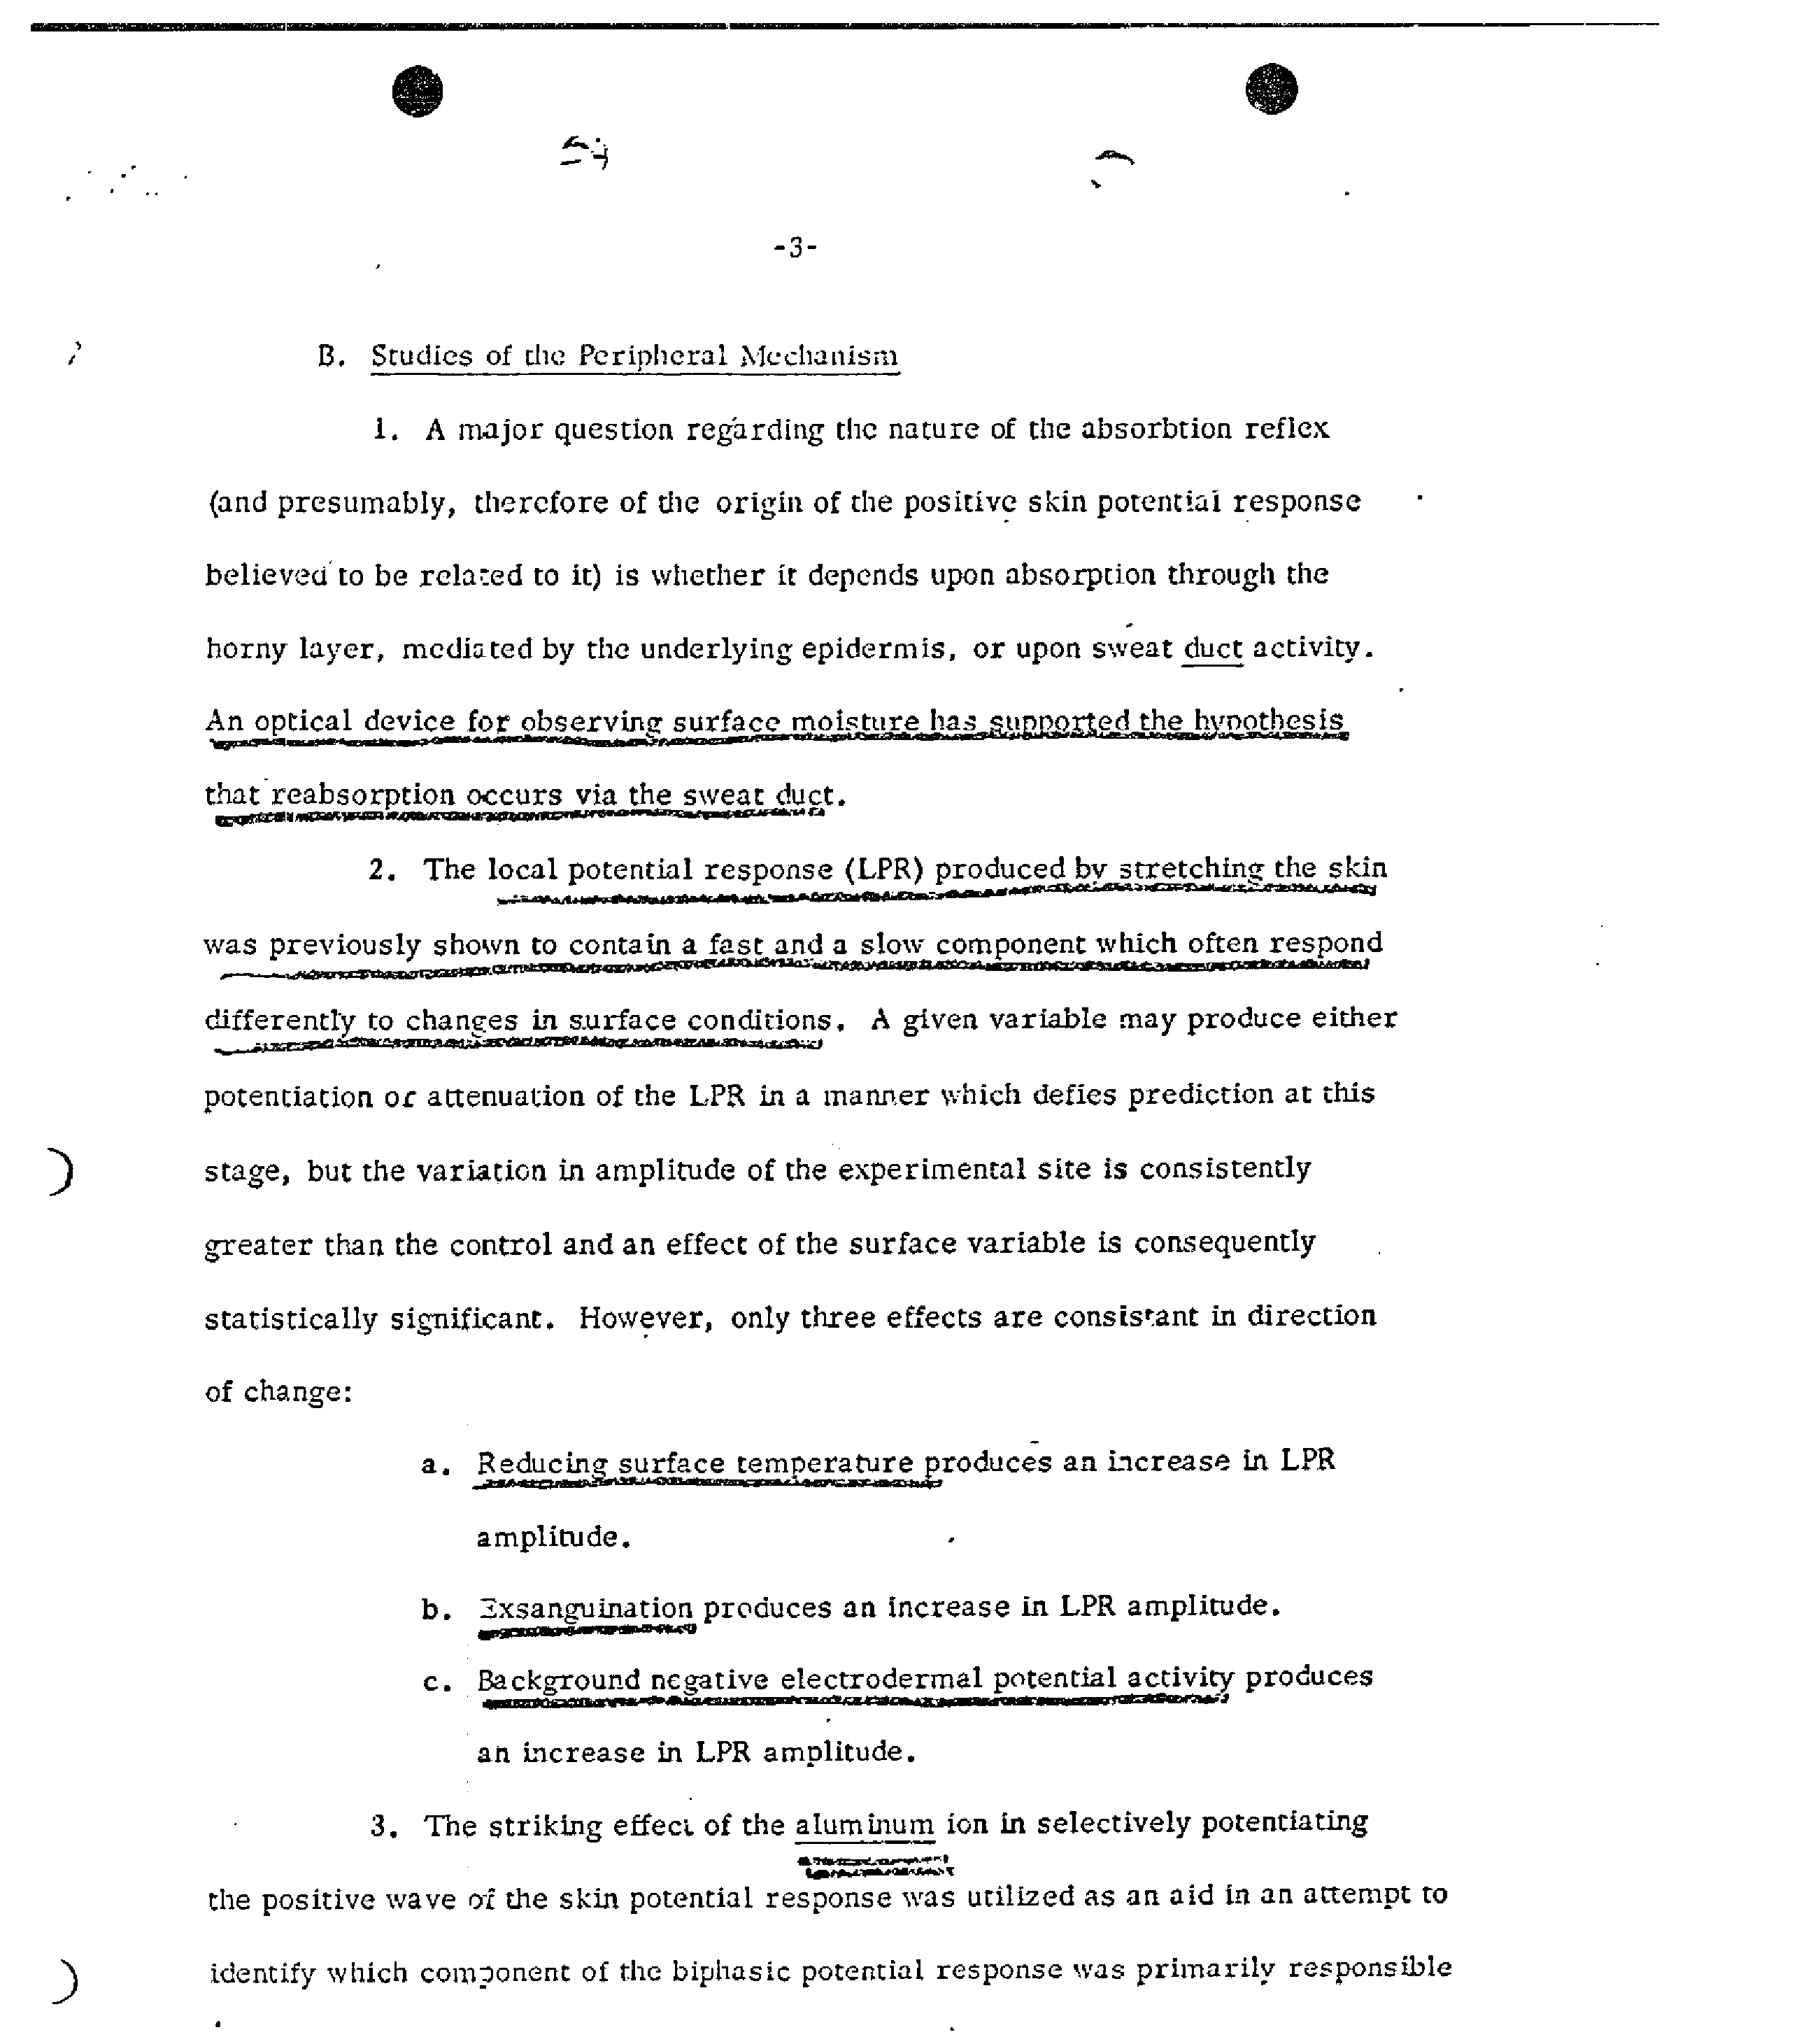 -3-
B. Studies of the Peripheral Mechanism
1. A major question regarding the nature of the absorbtion reflex
(and presumably, therefore of the origin of the positive skin potential response
believed to be related to it) is whether it depends upon absorption through the
horny layer, mediated by the underlying epidermis, or upon sweat duct activity.
An optical device for observing surface moisture has supported the hypothesis
that reabsorption occurs via the sweat duct.
2. The local potential response (LPR) produced by stretching the skin
was previously shown to contain a fast and a slow component which often respond
differently to changes in surface conditions. A given variable may produce either
potentiation or attenuation of the LPR in a manner which defies prediction at this
stage, but the variation in amplitude of the experimental site is consistently
greater than the control and an effect of the surface variable is consequently
statistically significant. However, only three effects are consistant in direction
of change:
a. Reducing surface temperature produces an increase in LPR
amplitude.
b. Exsanguination produces an increase in LPR amplitude.
c. Background negative electrodermal potential activity produces
an increase in LPR amplitude.
3. The striking effect of the aluminum ion in selectively potentiating
the positive wave of the skin potential response was utilized as an aid in an attempt to
identify which component of the biphasic potential response was primarily responsible